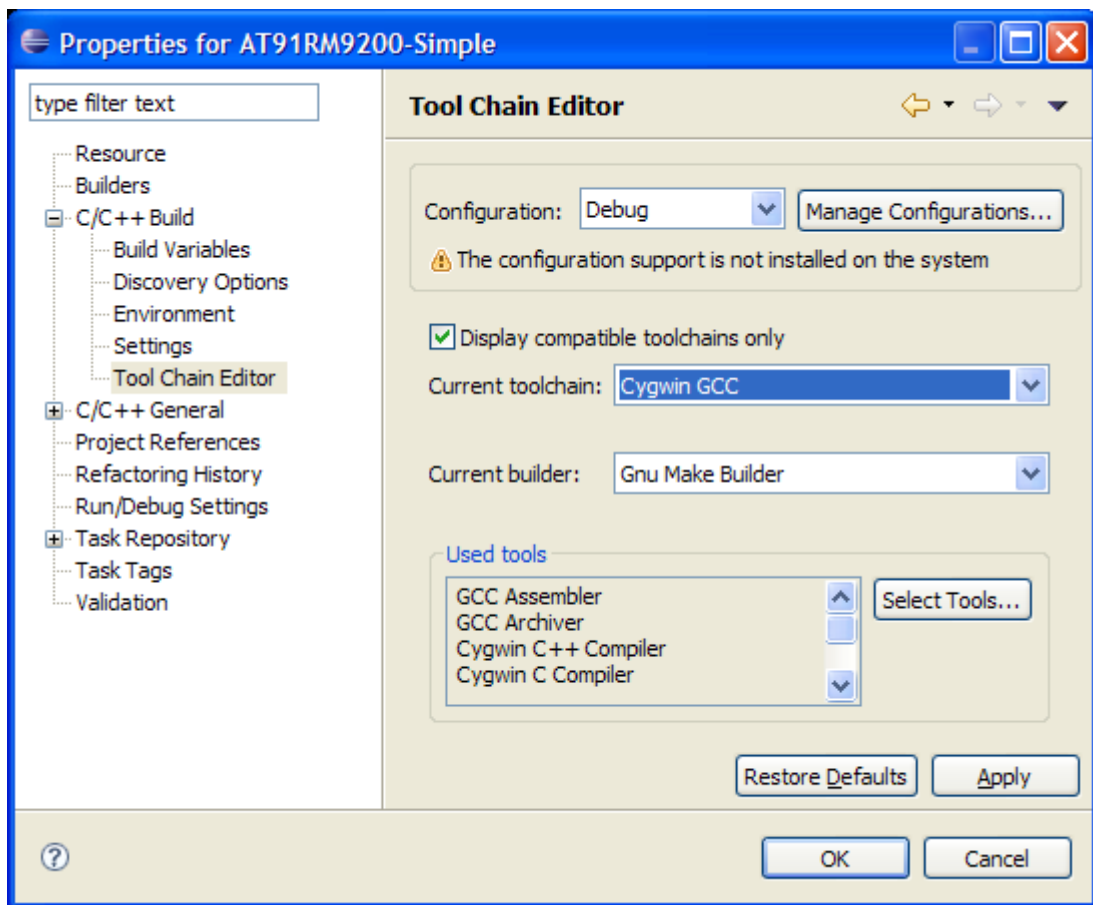 Properties for AT91RM9200-Simple
type filter text
Resource
Builders
C/C++ Build
Build Variables
Discovery Options
Environment
Settings
Tool Chain Editor
C/C++ General
Project References
Refactoring History
Run/Debug Settings
Task Repository
Task Tags
Validation
Tool Chain Editor
Configuration: Debug Manage Configurations...
The configuration support is not installed on the system
Display compatible toolchains only
Current toolchain: Cygwin GCC
Current builder: Gnu Make Builder
Used tools
GCC Assembler
GCC Archiver
Cygwin C++ Compiler
Cygwin C Compiler
Select Tools...
Restore Defaults Apply
? OK Cancel